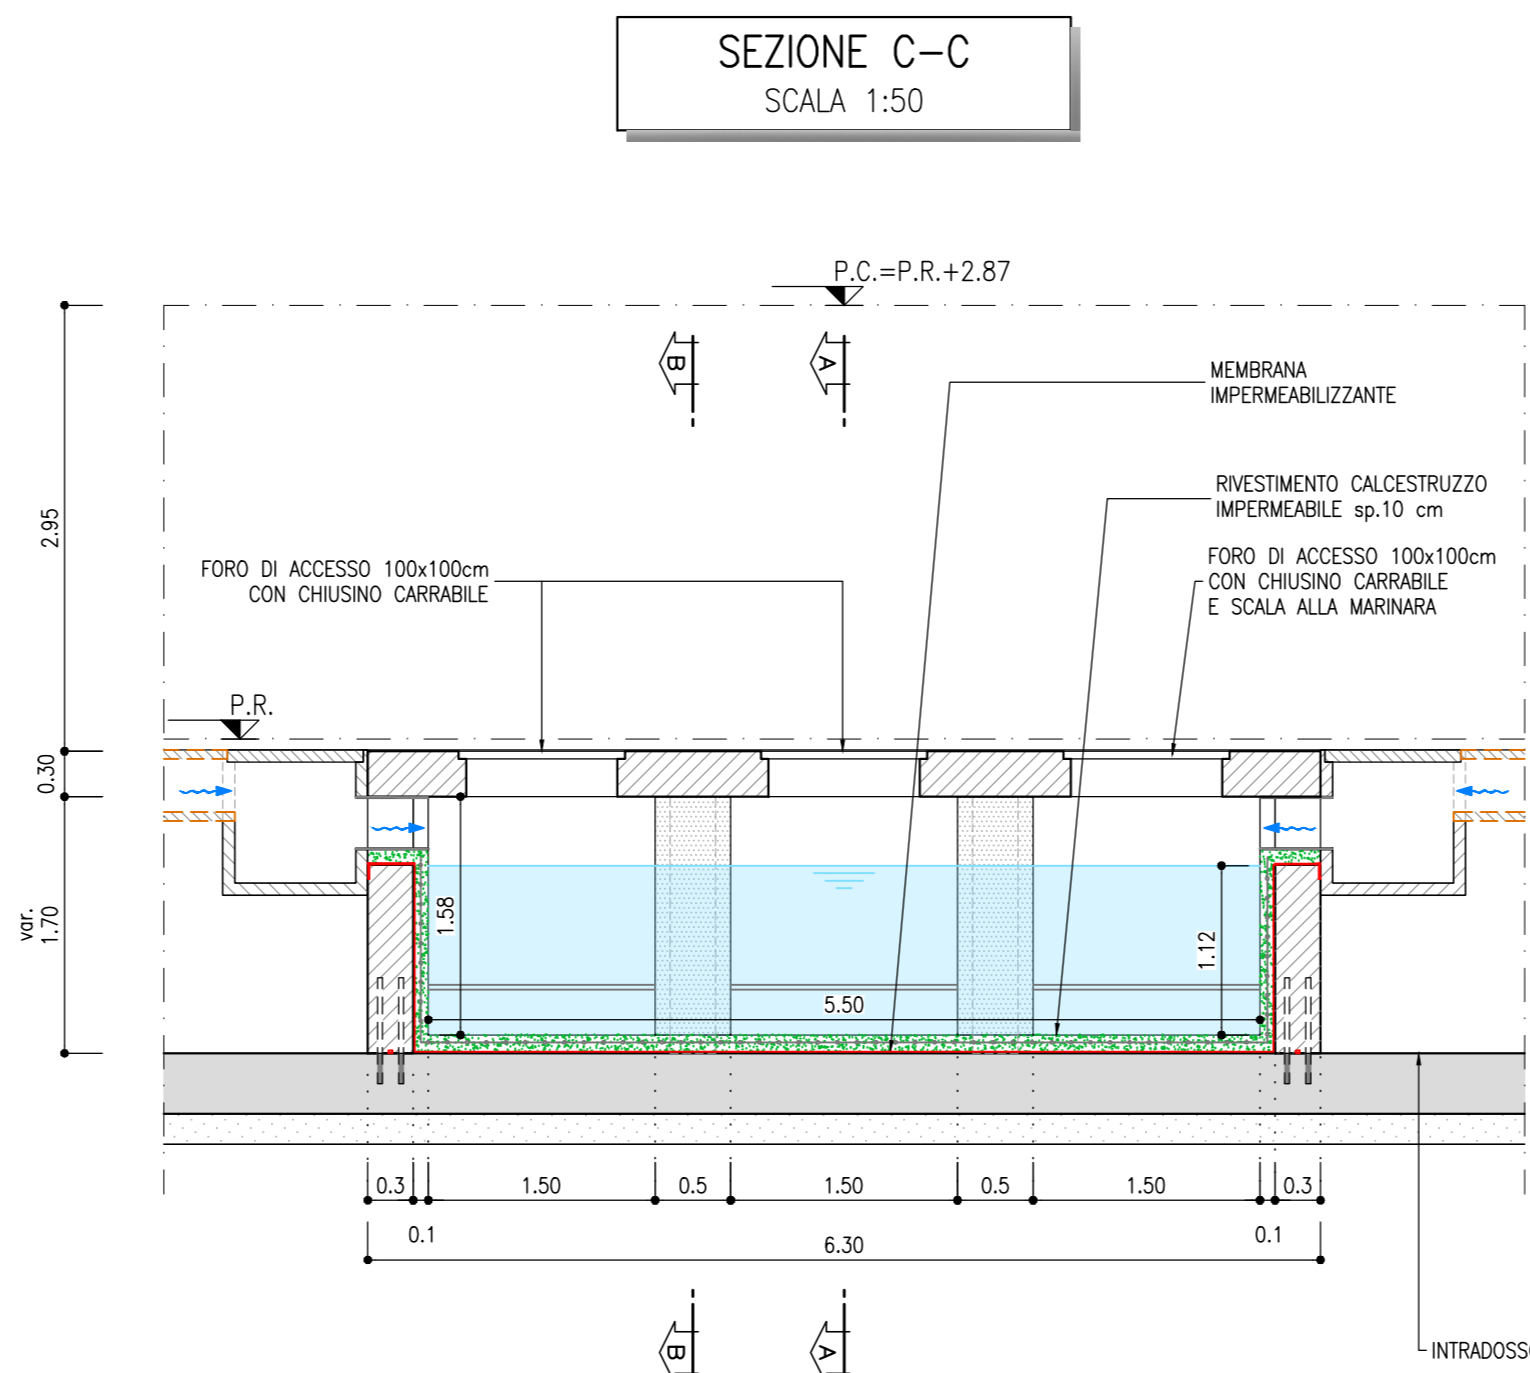 SEZIONE C-C
SCALA 1:50
P.C.=P.R.+2.87
B
A
MEMBRANA
IMPERMEABILIZZANTE
2.95
RIVESTIMENTO CALCESTRUZZO
IMPERMEABILE sp.10 cm
FORO DI ACCESSO 100x100cm
CON CHIUSINO CARRABILE
FORO DI ACCESSO 100x100cm
CON CHIUSINO CARRABILE
E SCALA ALLA MARINARA
P.R.
0.30
var.
1.70
1.58
1.12
5.50
0.3
1.50
0.5
1.50
0.5
1.50
0.3
0.1
0.1
6.30
B
A
INTRADOSS